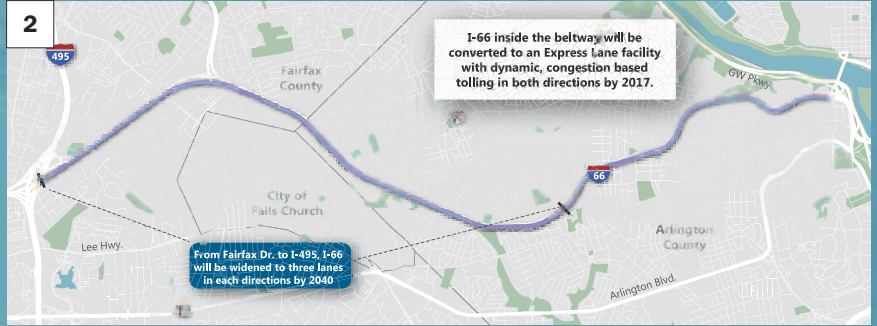 2
495
I-66 inside the beltway will be
converted to an Express Lane facility
with dynamic, congestion based
tolling in both directions by 2017.
Fairfax
County
GW Pkwy.
66
City of
Falls Church
Arlington
County
Lee Hwy.
From Fairfax Dr. to I-495, I-66
will be widened to three lanes
in each directions by 2040
Arlington Blvd.